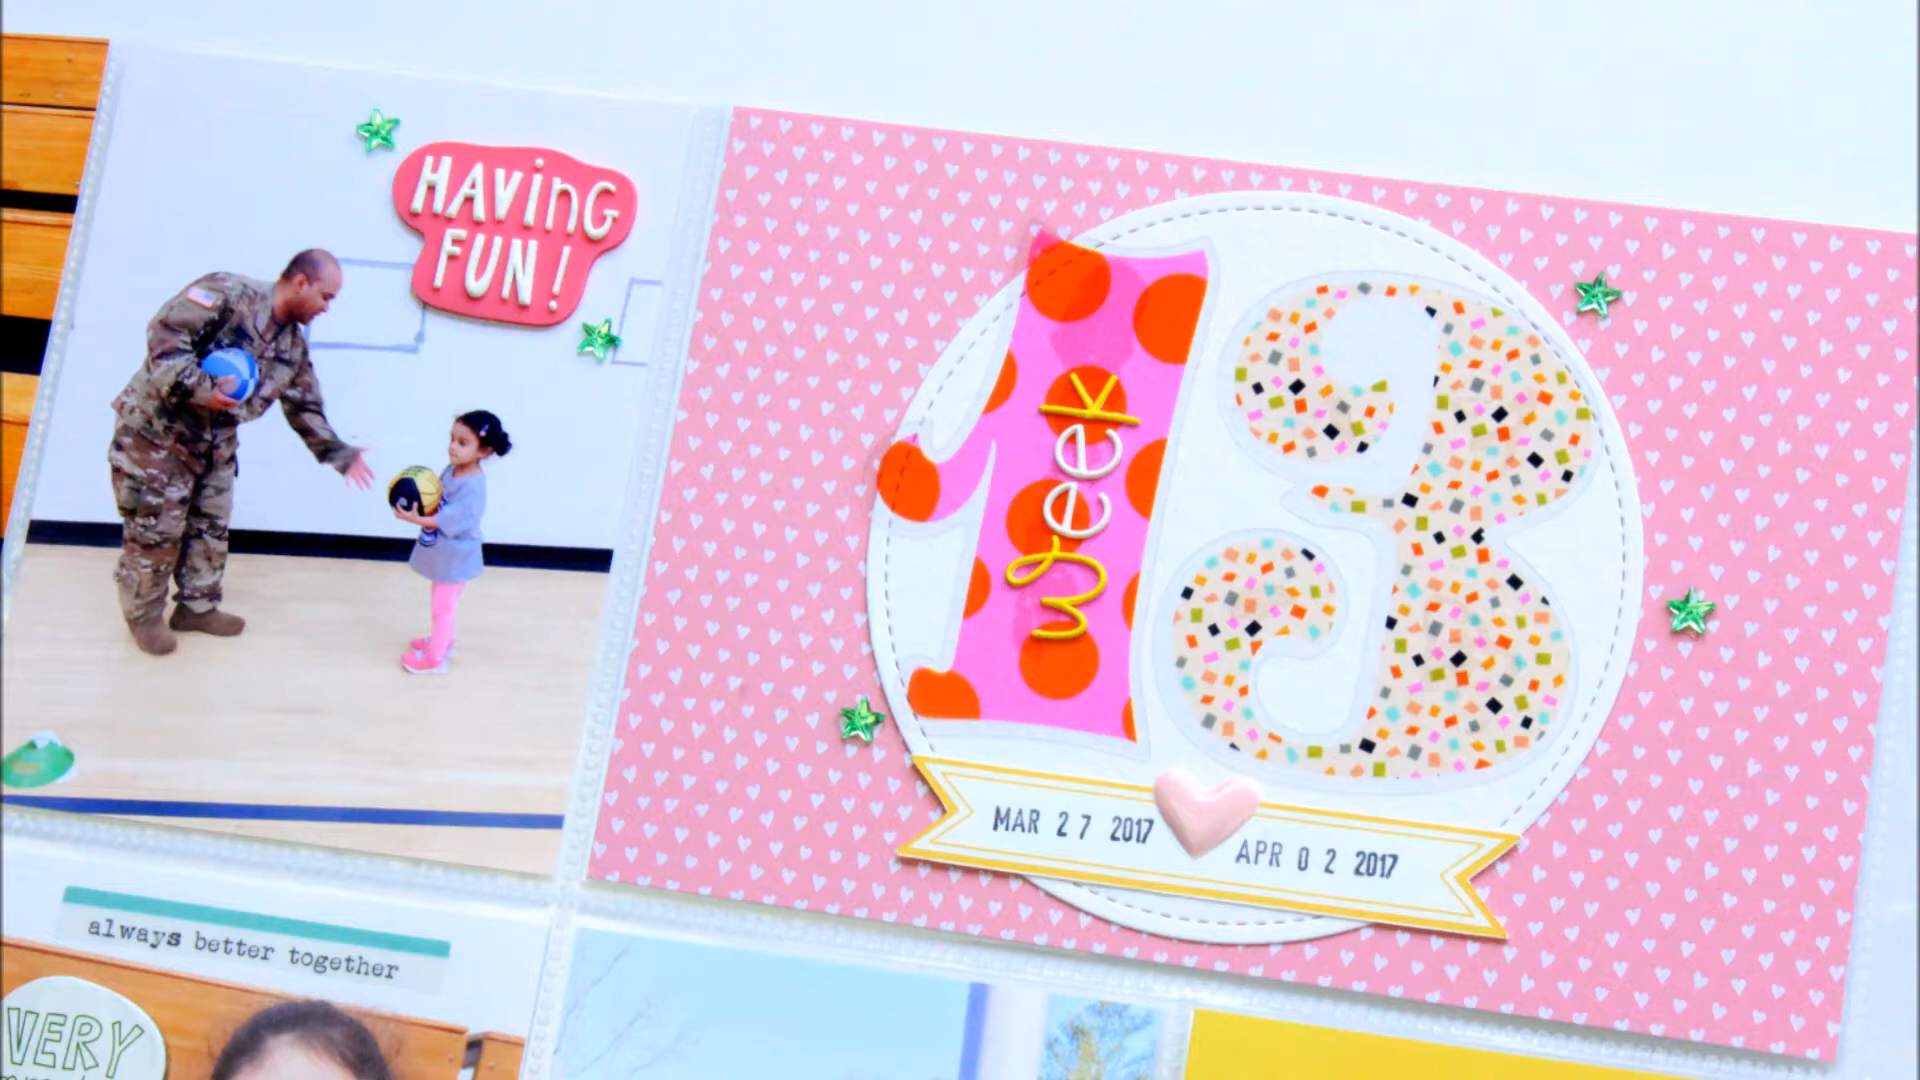 HAVinG
FUN!
week
13
MAR 27 2017
APR 02 2017
always better together
VERY